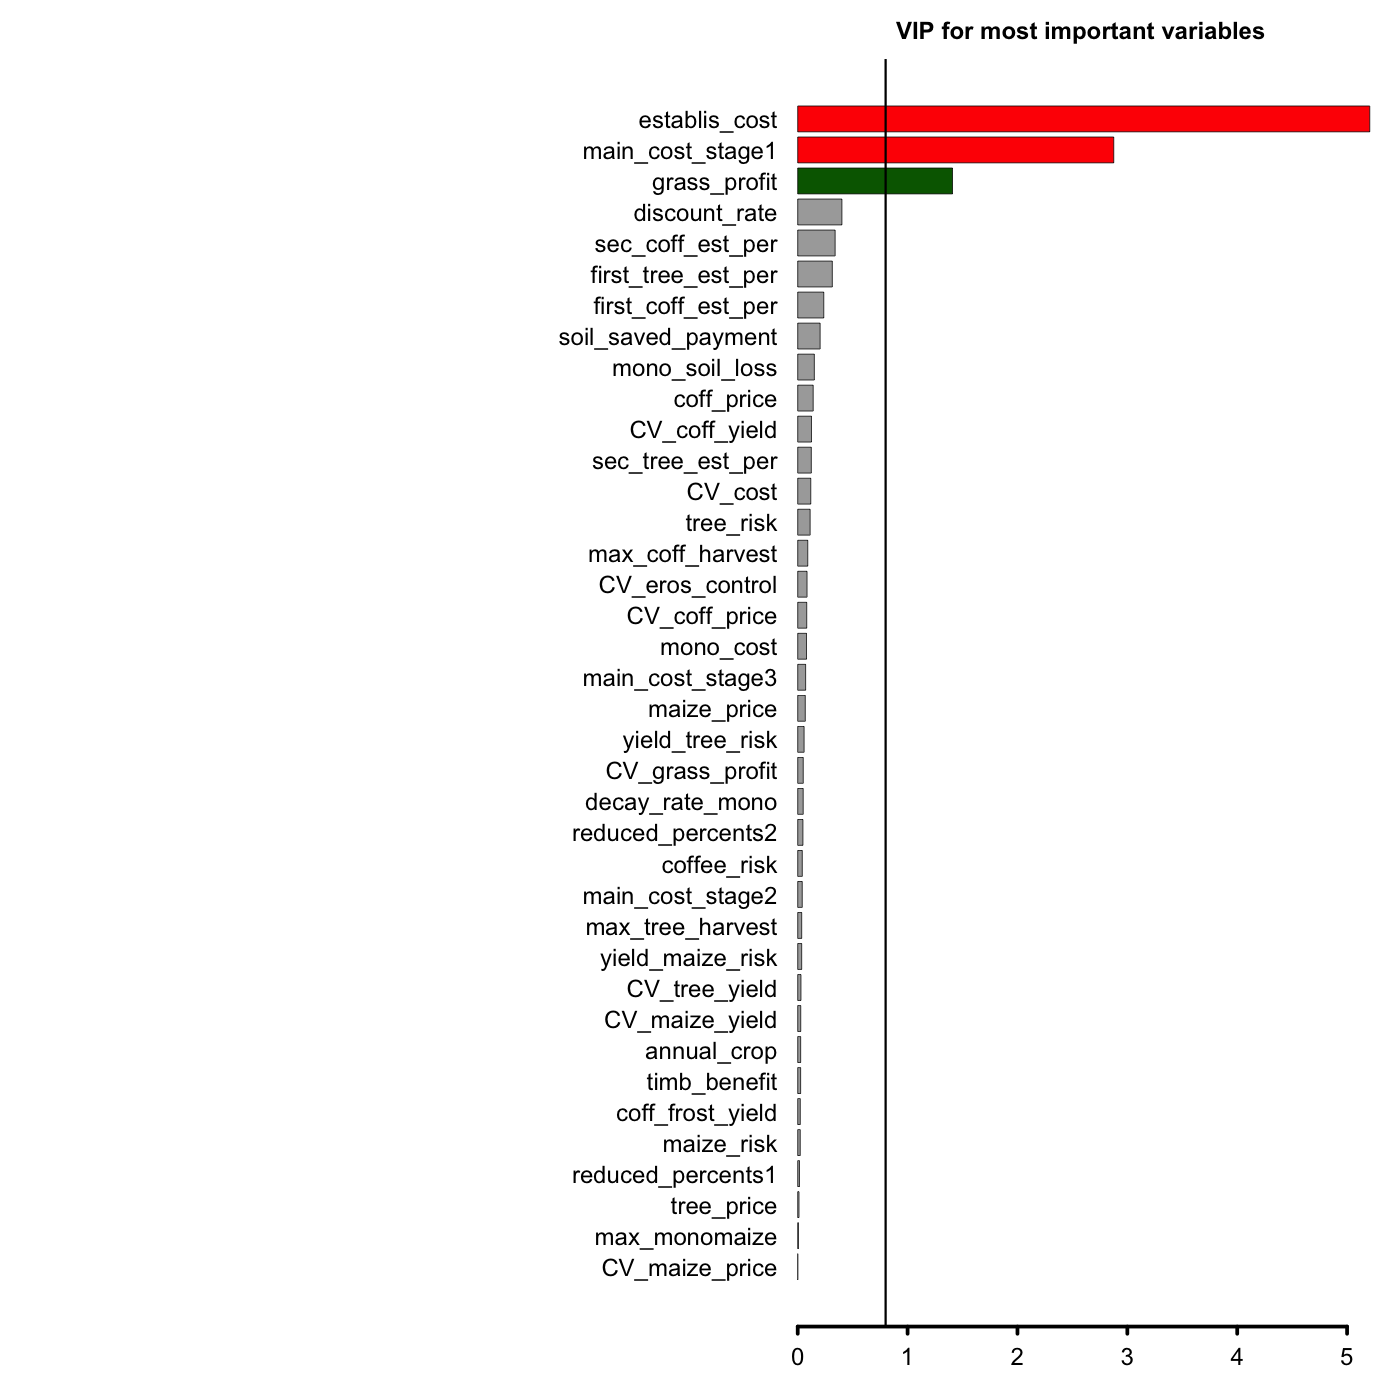 VIP for most important variables
establis_cost
main_cost_stage1
grass_profit
discount_rate
sec_coff_est_per
first_tree_est_per
first_coff_est_per
soil_saved_payment
mono_soil_loss
coff_price
CV_coff_yield
sec_tree_est_per
CV_cost
tree_risk
max_coff_harvest
CV_eros_control
CV_coff_price
mono_cost
main_cost_stage3
maize_price
yield_tree_risk
CV_grass_profit
decay_rate_mono
reduced_percents2
coffee_risk
main_cost_stage2
max_tree_harvest
yield_maize_risk
CV_tree_yield
CV_maize_yield
annual_crop
timb_benefit
coff_frost_yield
maize_risk
reduced_percents1
tree_price
max_monomaize
CV_maize_price
0 1 2 3 4 5